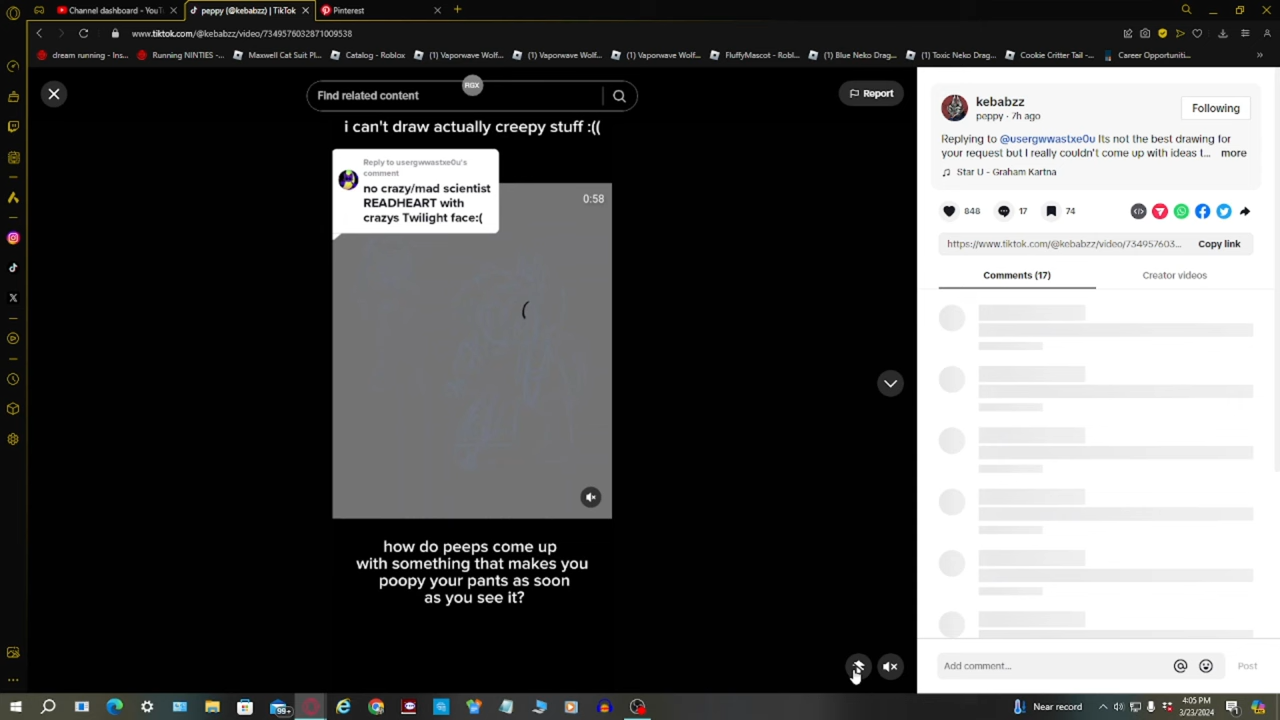 Channel dashboard - YouT
peppy (@kebabzz) | TikTok
Pinterest
www.tiktok.com/@kebabzz/video/7349576032871009538
dream running - Ins...
Running NINTIES -...
Maxwell Cat Suit Pl...
Catalog - Roblox
(1) Vaporwave Wolf...
(1) Vaporwave Wolf...
(1) Vaporwave Wolf...
FluffyMascot - Robl...
(1) Blue Neko Drag...
(1) Toxic Neko Drag...
Cookie Critter Tail -...
Career Opportuniti...
RGX
Find related content
Report
i can't draw actually creepy stuff :((
Reply to usergwwastxe0u's
comment
no crazy/mad scientist
READHEART with
crazys Twilight face:(
0:58
how do peeps come up
with something that makes you
poopy your pants as soon
as you see it?
kebabzz
peppy · 7h ago
Following
Replying to @usergwwastxe0u Its not the best drawing for
your request but I really couldn't come up with ideas t... more
Star U - Graham Kartna
848
17
74
https://www.tiktok.com/@kebabzz/video/734957603...
Copy link
Comments (17)
Creator videos
Add comment...
Post
99+
Near record
4:05 PM
3/23/2024